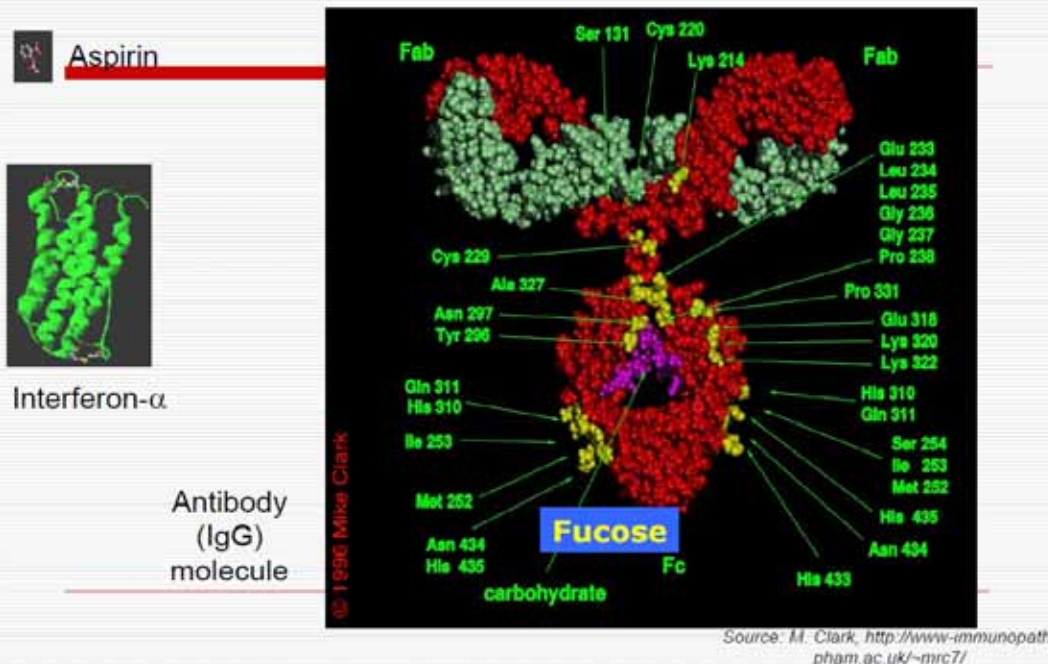 Aspirin
Interferon-α
Antibody
(IgG)
molecule
© 1996 Mike Clark
Fab
Ser 131
Cys 220
Lys 214
Fab
Glu 233
Leu 234
Leu 235
Gly 236
Gly 237
Pro 238
Cys 229
Ala 327
Pro 331
Asn 297
Tyr 296
Glu 318
Lys 320
Lys 322
Gln 311
His 310
His 310
Gln 311
Ile 253
Ser 254
Ile 253
Met 252
Met 252
His 435
Asn 434
His 435
Fucose
Asn 434
Fc
His 433
carbohydrate
Source: M. Clark, http://www-immunopath
pham.ac.uk/~mrc7/